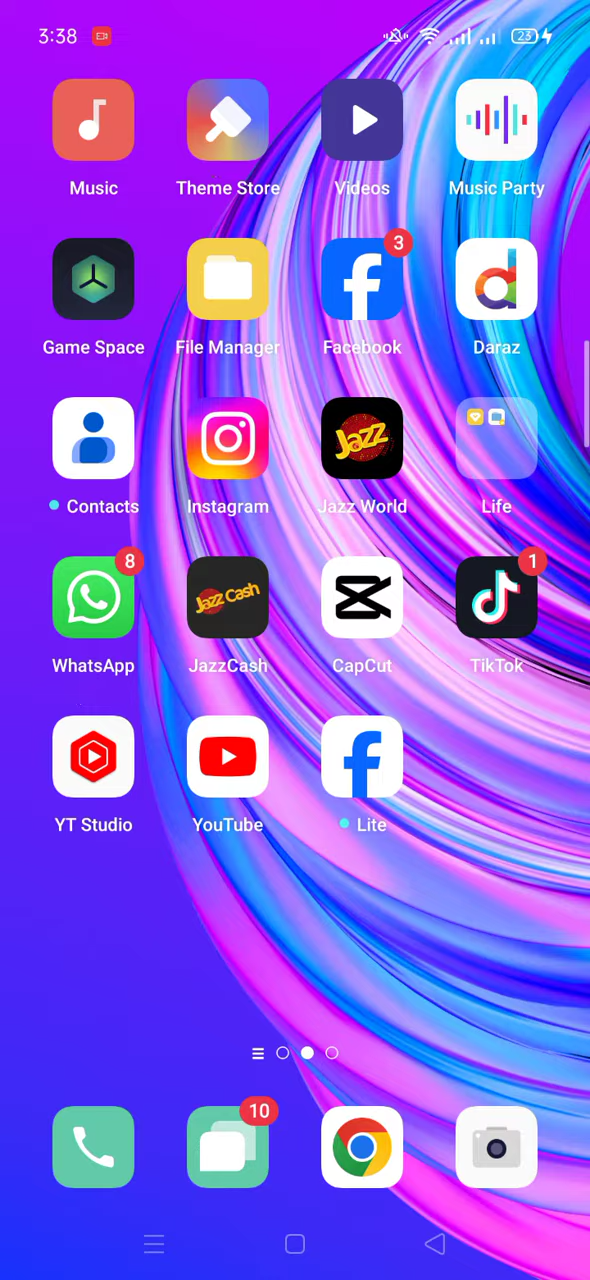 3:38
23
Music
Theme Store
Videos
Music Party
3
Game Space
File Manager
Facebook
Daraz
Jazz
Contacts
Instagram
Jazz World
Life
8
1
Jazz Cash
WhatsApp
JazzCash
CapCut
TikTok
YT Studio
YouTube
Lite
10